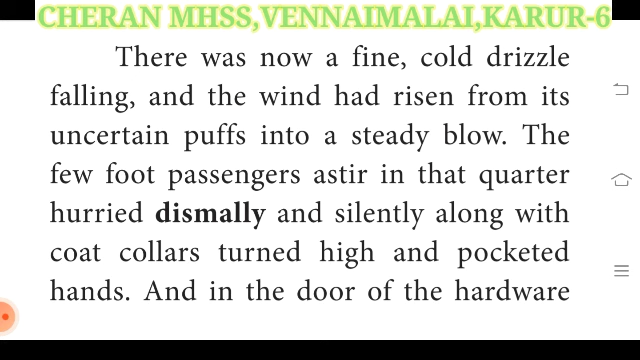 CHERAN MHSS,VENNAIMALAI,KARUR-6
There was now a fine, cold drizzle
falling, and the wind had risen from its
uncertain puffs into a steady blow. The
few foot passengers astir in that quarter
hurried dismally and silently along with
coat collars turned high and pocketed
hands. And in the door of the hardware